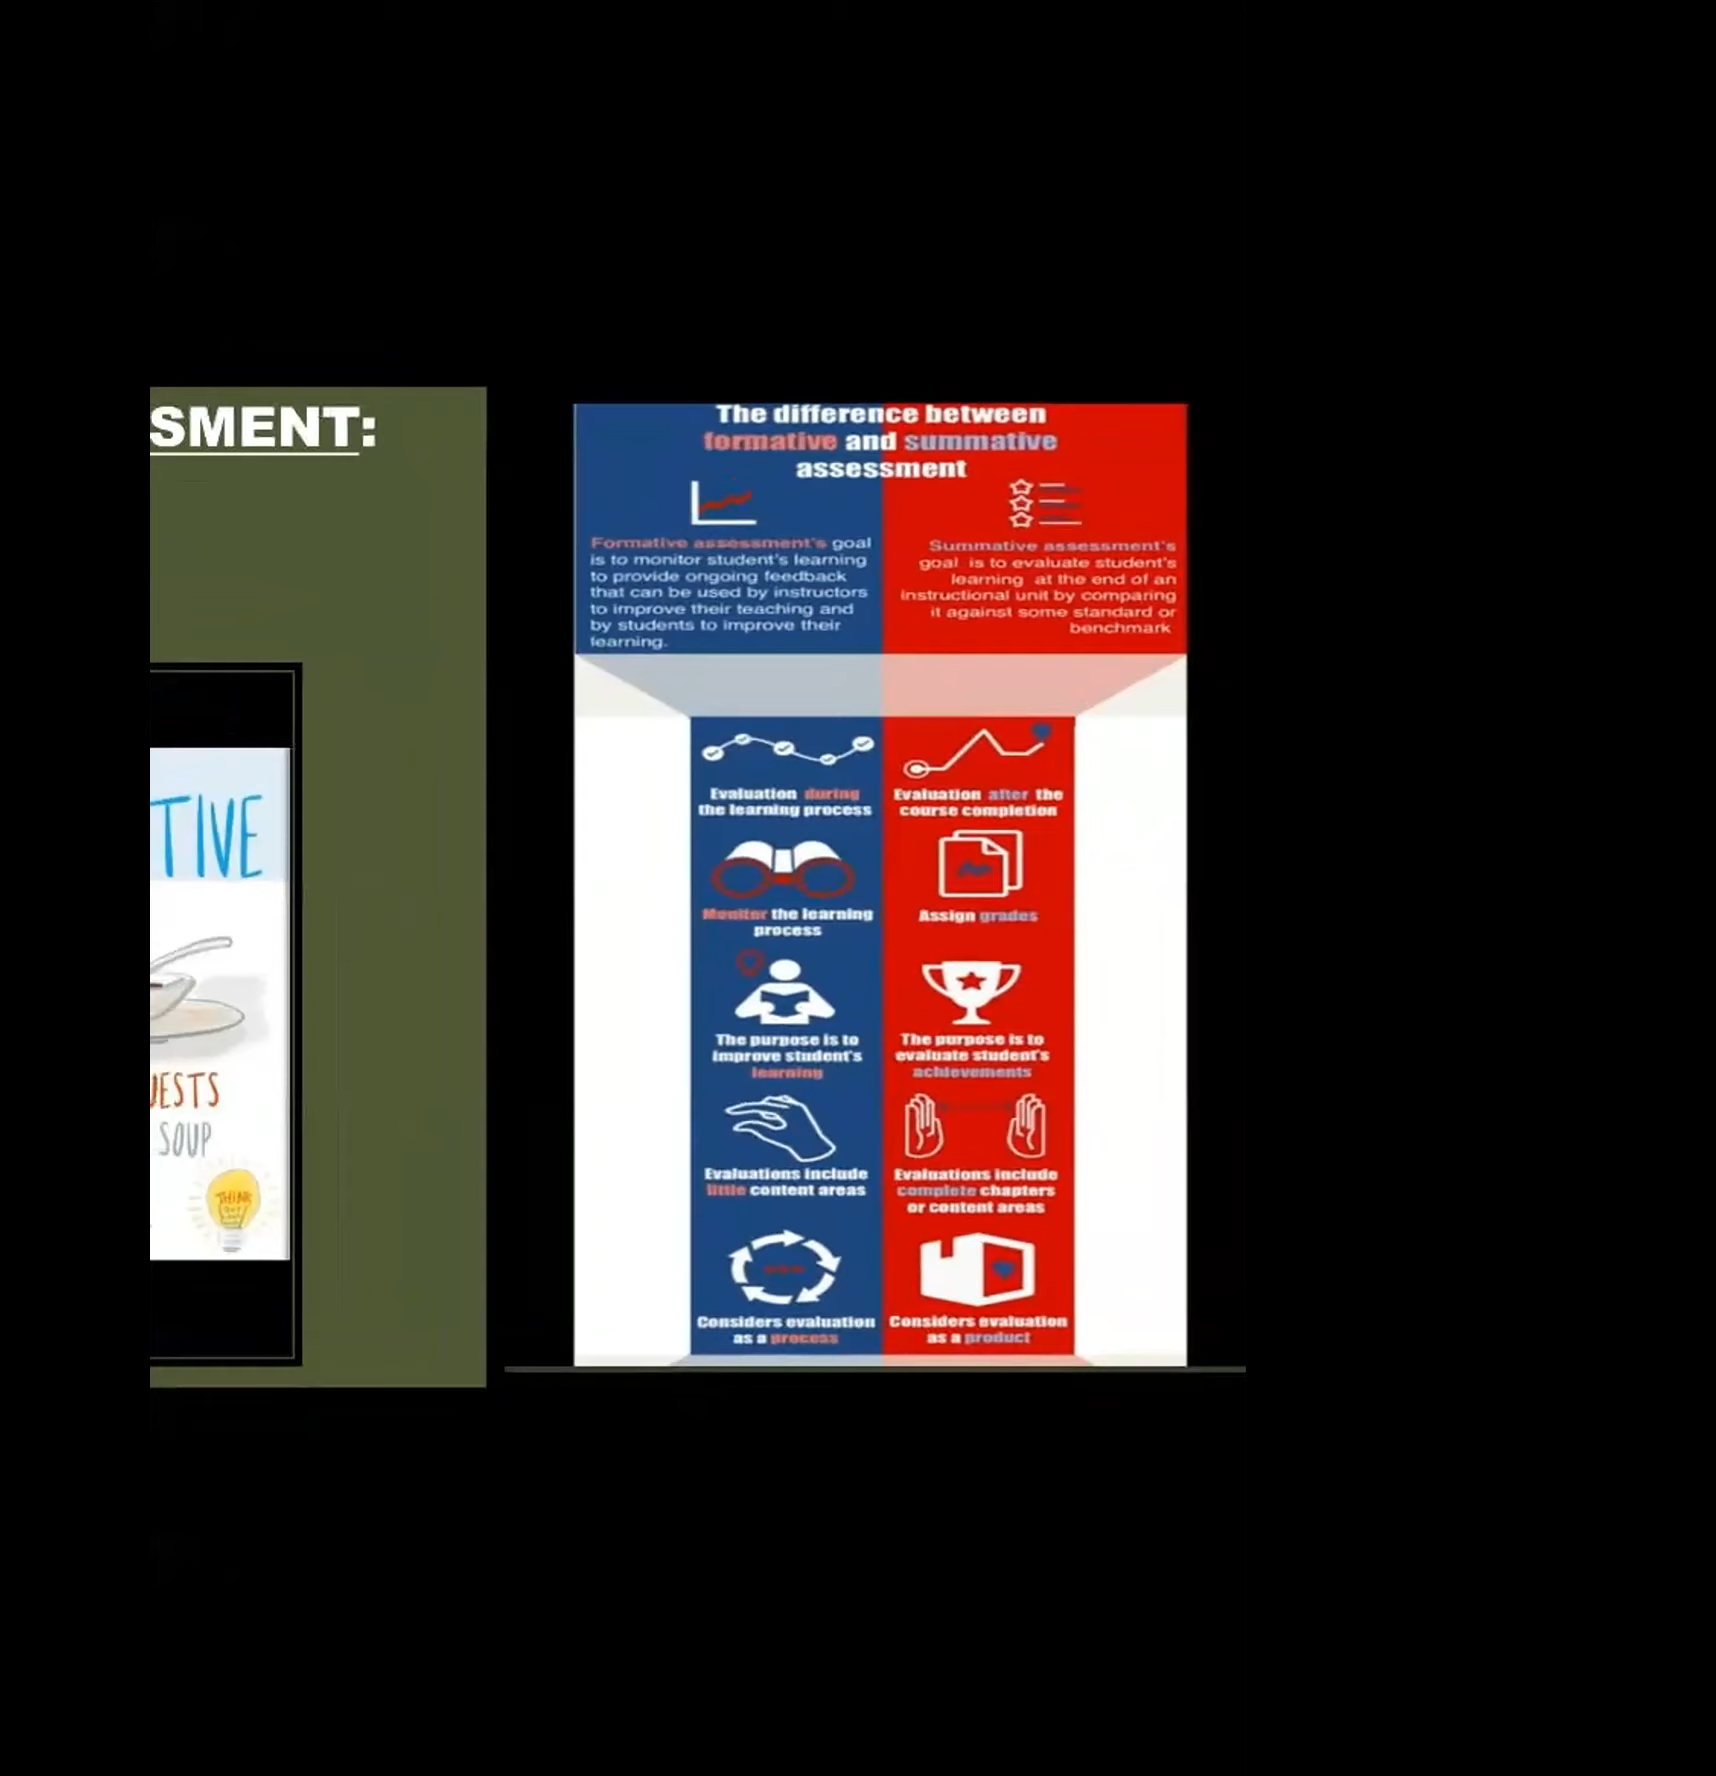 SMENT:
TIVE
UESTS
SOUP
THINK
The difference between
formative and summative
assessment
Formative assessment's goal
is to monitor student's learning
to provide ongoing feedback
that can be used by instructors
to improve their teaching and
by students to improve their
learning.
Summative assessment's
goal is to evaluate student's
learning at the end of an
instructional unit by comparing
it against some standard or
benchmark
Evaluation during
the learning process
Evaluation after the
course completion
Monitor the learning
process
Assign grades
The purpose is to
improve student's
learning
The purpose is to
evaluate student's
achievements
Evaluations include
little content areas
Evaluations include
complete chapters
or content areas
Considers evaluation
as a process
Considers evaluation
as a product